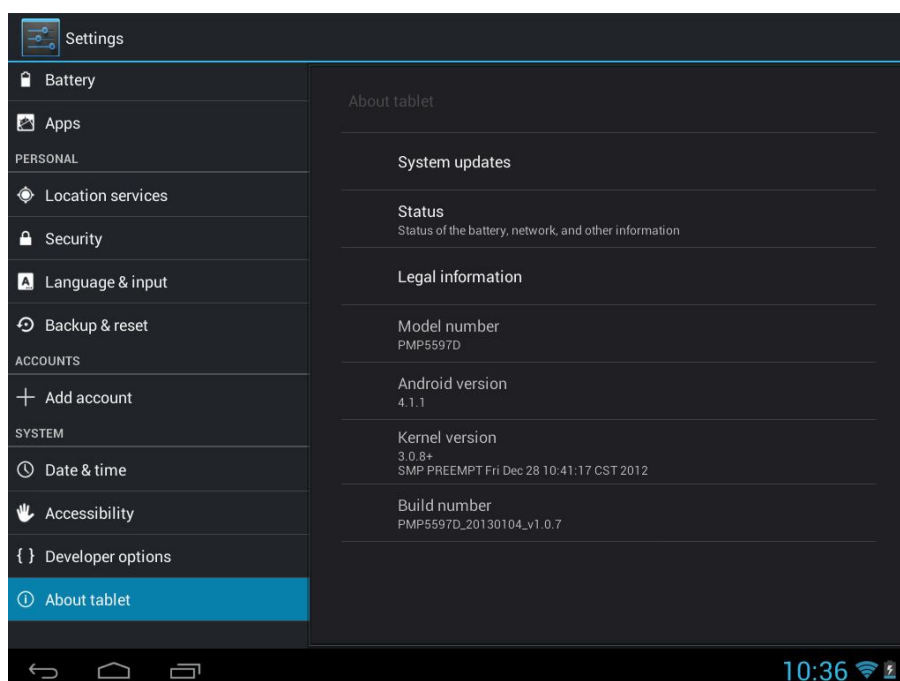 Settings
Battery
Apps
PERSONAL
Location services
Security
Language & input
Backup & reset
ACCOUNTS
Add account
SYSTEM
Date & time
Accessibility
{ } Developer options
About tablet
About tablet
System updates
Status
Status of the battery, network, and other information
Legal information
Model number
PMP5597D
Android version
4.1.1
Kernel version
3.0.8+
SMP PREEMPT Fri Dec 28 10:41:17 CST 2012
Build number
PMP5597D_20130104_v1.0.7
10:36